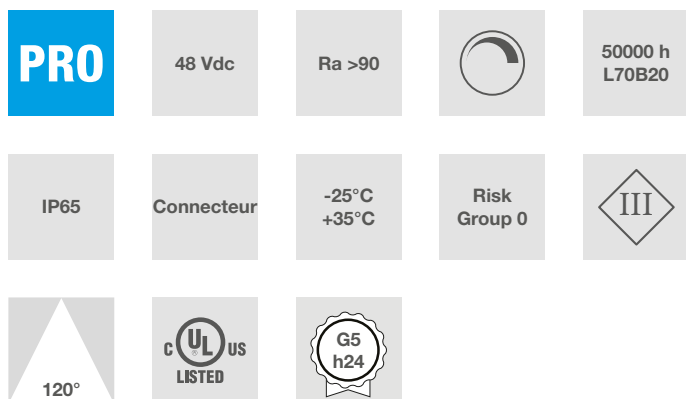 PRO
48 Vdc
Ra >90
50000 h
L70B20
IP65
Connecteur
-25°C
+35°C
Risk
Group 0
III
120°
C UL US
®
LISTED
G5
h24